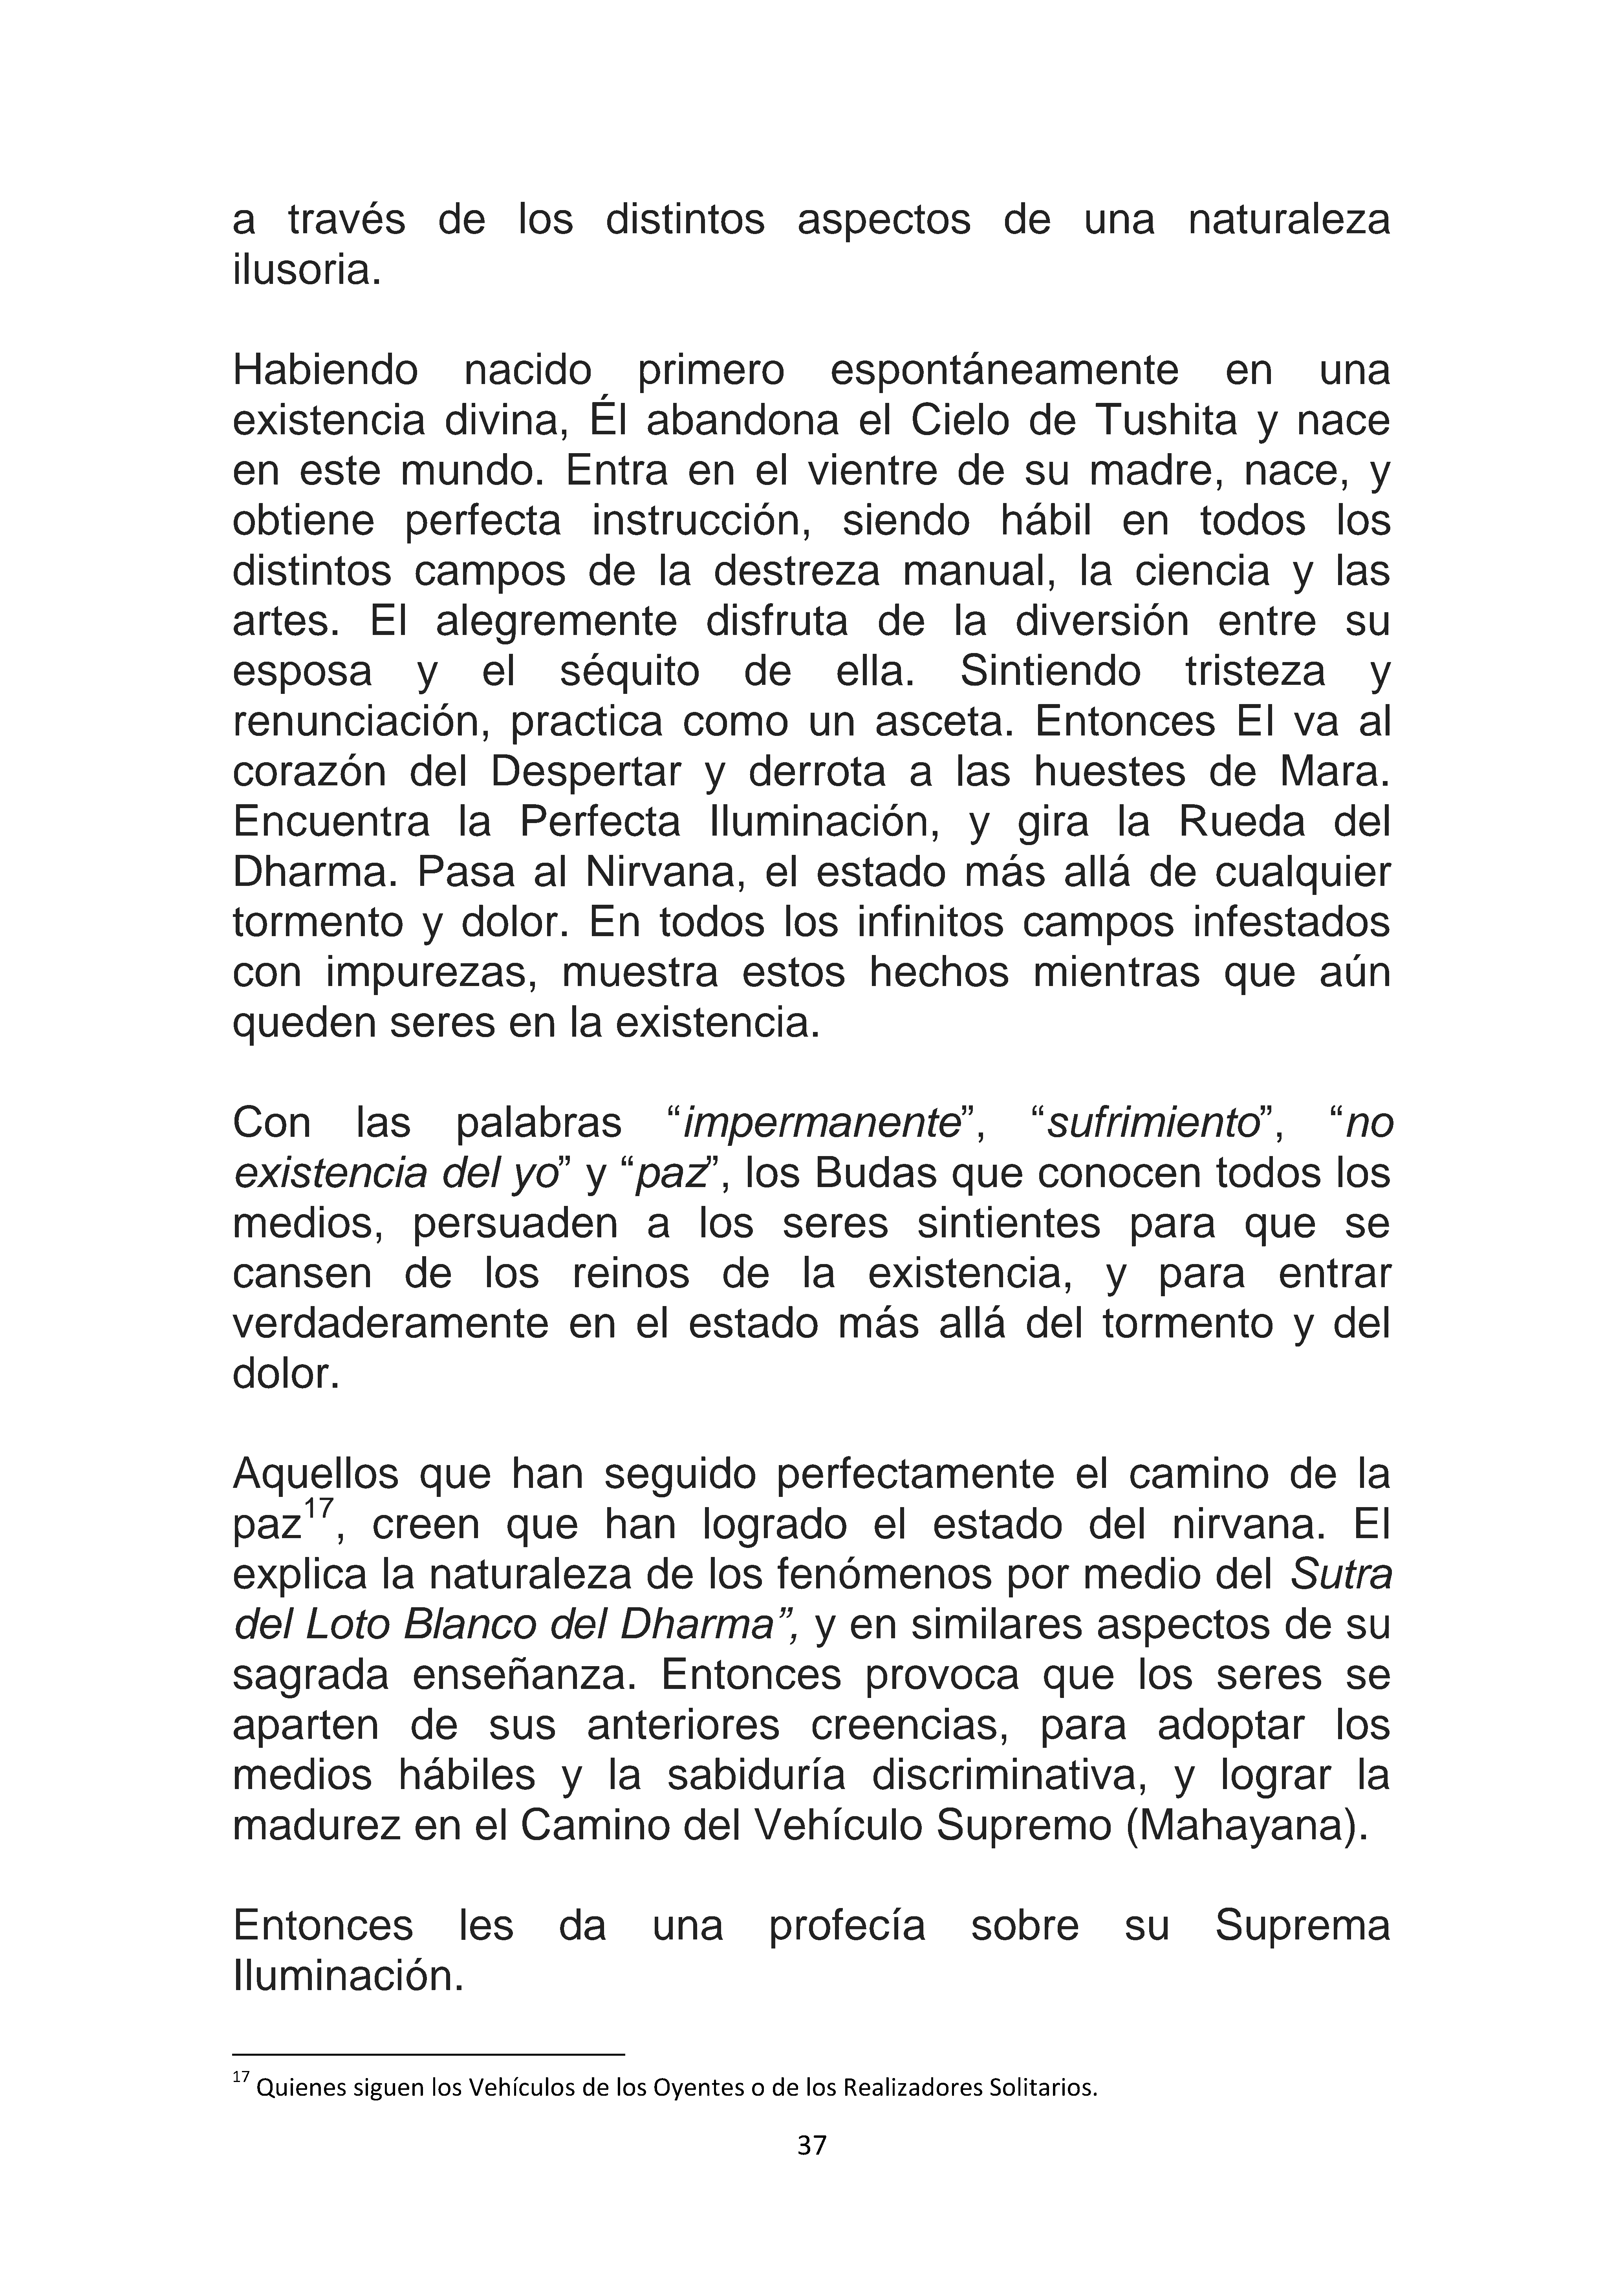 a través de los distintos aspectos de una naturaleza
ilusoria.
Habiendo nacido primero espontáneamente en una
existencia divina, Él abandona el Cielo de Tushita y nace
en este mundo. Entra en el vientre de su madre, nace, y
obtiene perfecta instrucción, siendo hábil en todos los
distintos campos de la destreza manual, la ciencia y las
artes. El alegremente disfruta de la diversión entre su
esposa y el séquito de ella. Sintiendo tristeza y
renunciación, practica como un asceta. Entonces El va al
corazón del Despertar y derrota a las huestes de Mara.
Encuentra la Perfecta Iluminación, y gira la Rueda del
Dharma. Pasa al Nirvana, el estado más allá de cualquier
tormento y dolor. En todos los infinitos campos infestados
con impurezas, muestra estos hechos mientras que aún
queden seres en la existencia.
Con las palabras “impermanente”, “sufrimiento”, “no
existencia del yo” y “paz”, los Budas que conocen todos los
medios, persuaden a los seres sintientes para que se
cansen de los reinos de la existencia, y para entrar
verdaderamente en el estado más allá del tormento y del
dolor.
Aquellos que han seguido perfectamente el camino de la
paz17, creen que han logrado el estado del nirvana. El
explica la naturaleza de los fenómenos por medio del Sutra
del Loto Blanco del Dharma”, y en similares aspectos de su
sagrada enseñanza. Entonces provoca que los seres se
aparten de sus anteriores creencias, para adoptar los
medios hábiles y la sabiduría discriminativa, y lograr la
madurez en el Camino del Vehículo Supremo (Mahayana).
Entonces les da una profecía sobre su Suprema
Iluminación.
17 Quienes siguen los Vehículos de los Oyentes o de los Realizadores Solitarios.
37